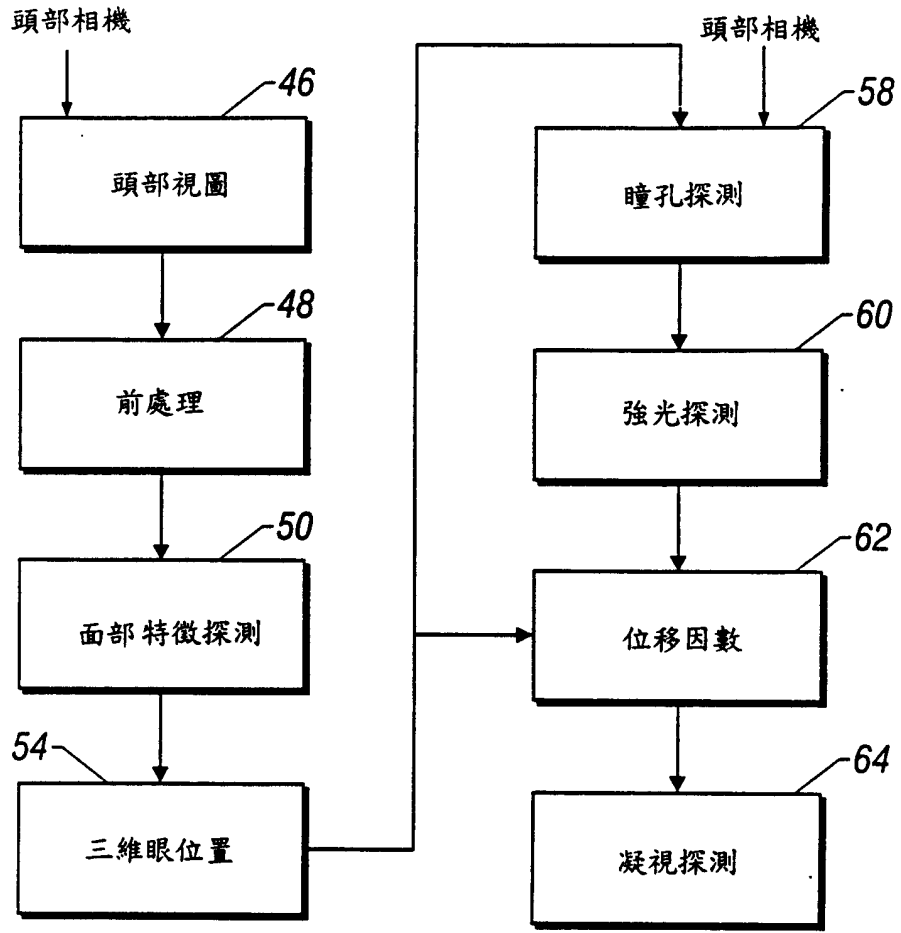 頭部相機
46
頭部視圖
48
前處理
50
面部特徵探測
54
三維眼位置
頭部相機
58
瞳孔探測
60
強光探測
62
位移因數
64
凝視探測